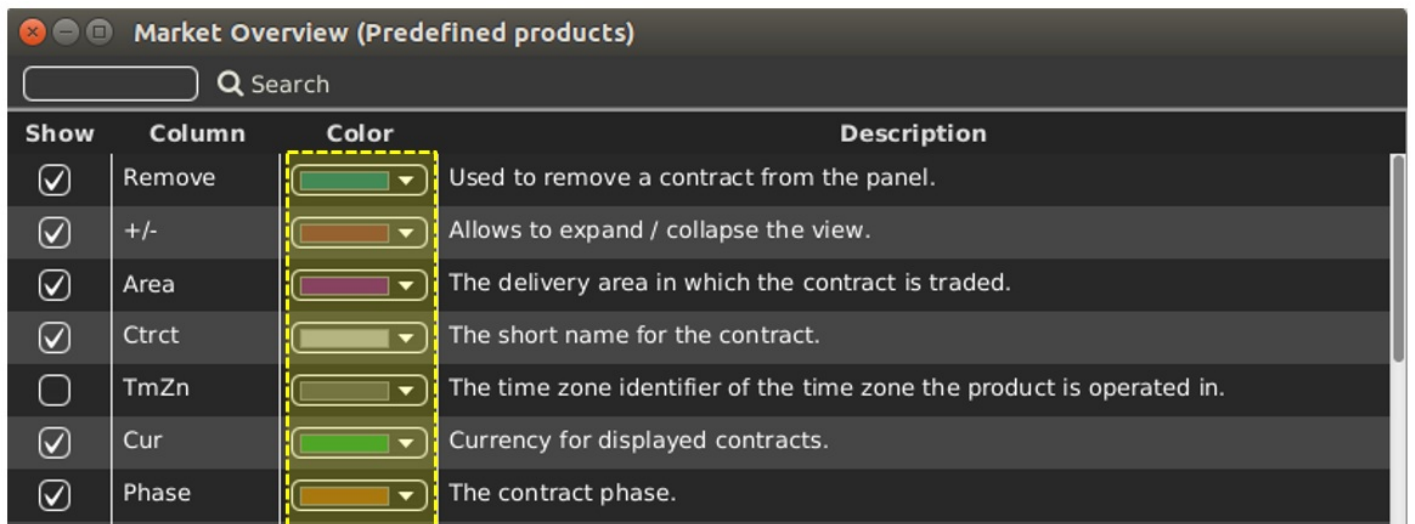 Market Overview (Predefined products)
Search
Show Column Color Description
Remove Used to remove a contract from the panel.
+/- Allows to expand / collapse the view.
Area The delivery area in which the contract is traded.
Ctrct The short name for the contract.
TmZn The time zone identifier of the time zone the product is operated in.
Cur Currency for displayed contracts.
Phase The contract phase.